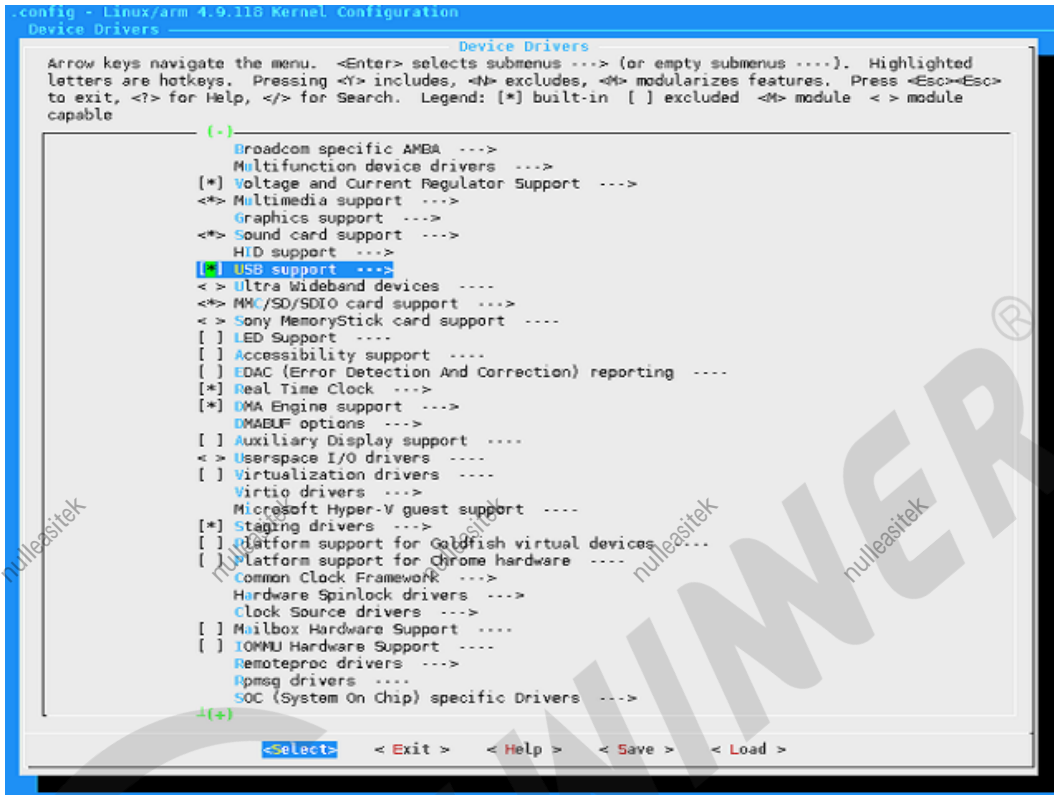 .config - Linux/arm 4.9.118 Kernel Configuration
Device Drivers
Device Drivers
Arrow keys navigate the menu. <Enter> selects submenus ---> (or empty submenus ----). Highlighted
letters are hotkeys. Pressing <Y> includes, <N> excludes, <M> modularizes features. Press <Esc><Esc>
to exit, <?> for Help, </> for Search. Legend: [*] built-in [ ] excluded <M> module < > module
capable
(-)
Broadcom specific AMBA --->
Multifunction device drivers --->
[*] Voltage and Current Regulator Support --->
<*> Multimedia support --->
Graphics support --->
<*> Sound card support --->
HID support --->
[*] USB support --->
< > Ultra Wideband devices ----
<*> MMC/SD/SDIO card support --->
< > Sony MemoryStick card support ----
[ ] LED Support ----
[ ] Accessibility support ----
[ ] EDAC (Error Detection And Correction) reporting ----
[*] Real Time Clock --->
[*] DMA Engine support --->
DMABUF options --->
[ ] Auxiliary Display support ----
< > Userspace I/O drivers ----
[ ] Virtualization drivers ----
Virtio drivers --->
Microsoft Hyper-V guest support ----
[*] Staging drivers --->
[ ] Platform support for Goldfish virtual devices ----
[ ] Platform support for Chrome hardware ----
Common Clock Framework --->
Hardware Spinlock drivers --->
Clock Source drivers --->
[ ] Mailbox Hardware Support ----
[ ] IOMMU Hardware Support ----
Remoteproc drivers --->
Rpmsg drivers ----
SOC (System On Chip) specific Drivers --->
(+)
<Select> < Exit > < Help > < Save > < Load >
nulleasitek
nulleasitek
nulleasitek
nulleasitek
WINNER®